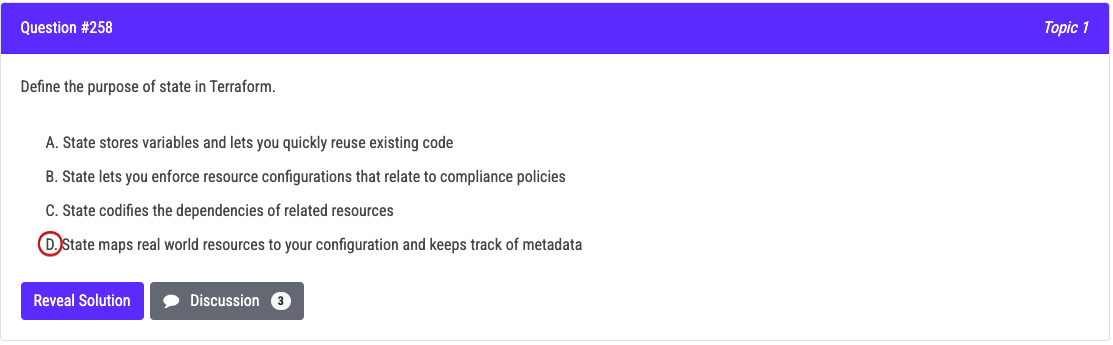 Question #258 Topic 1
Define the purpose of state in Terraform.
A. State stores variables and lets you quickly reuse existing code
B. State lets you enforce resource configurations that relate to compliance policies
C. State codifies the dependencies of related resources
D. State maps real world resources to your configuration and keeps track of metadata
Reveal Solution Discussion 3